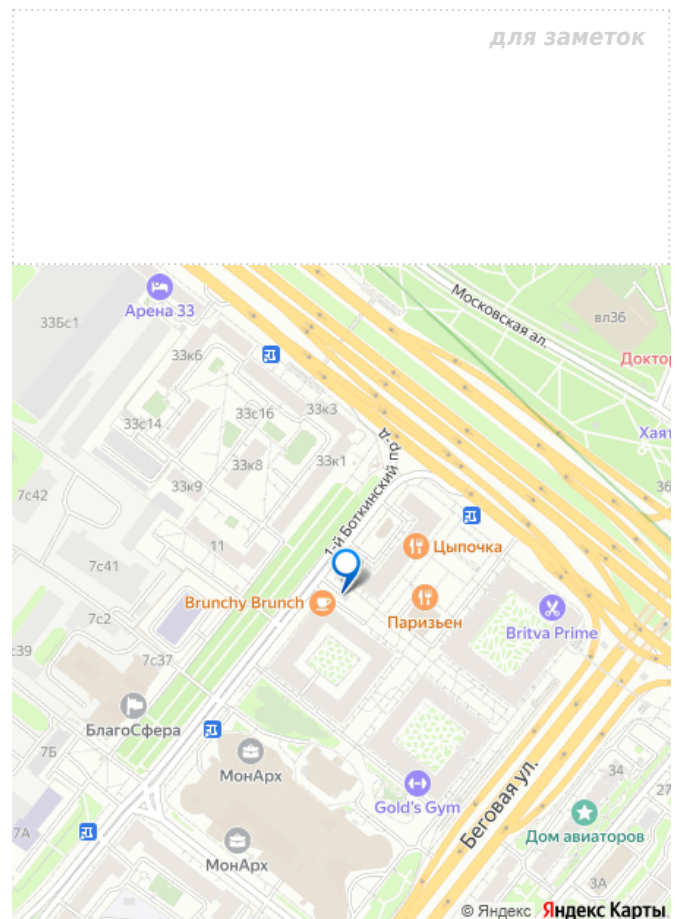 для заметок
Арена 33
Московская ал.
33Бс1
вл36
33к6
Доктор
33с16
33к3
33с14
Хаят
33к8
33к1
1-й Боткинский пр-д
33к9
36
7с42
11
Цыпочка
7с41
Brunchy Brunch
Паризьен
7с2
Britva Prime
:39
7с37
БлагоСфера
7Б
МонАрх
Беговая ул.
34
27
Gold's Gym
7А
Дом авиаторов
МонАрх
3А
© Яндекс Яндекс Карты